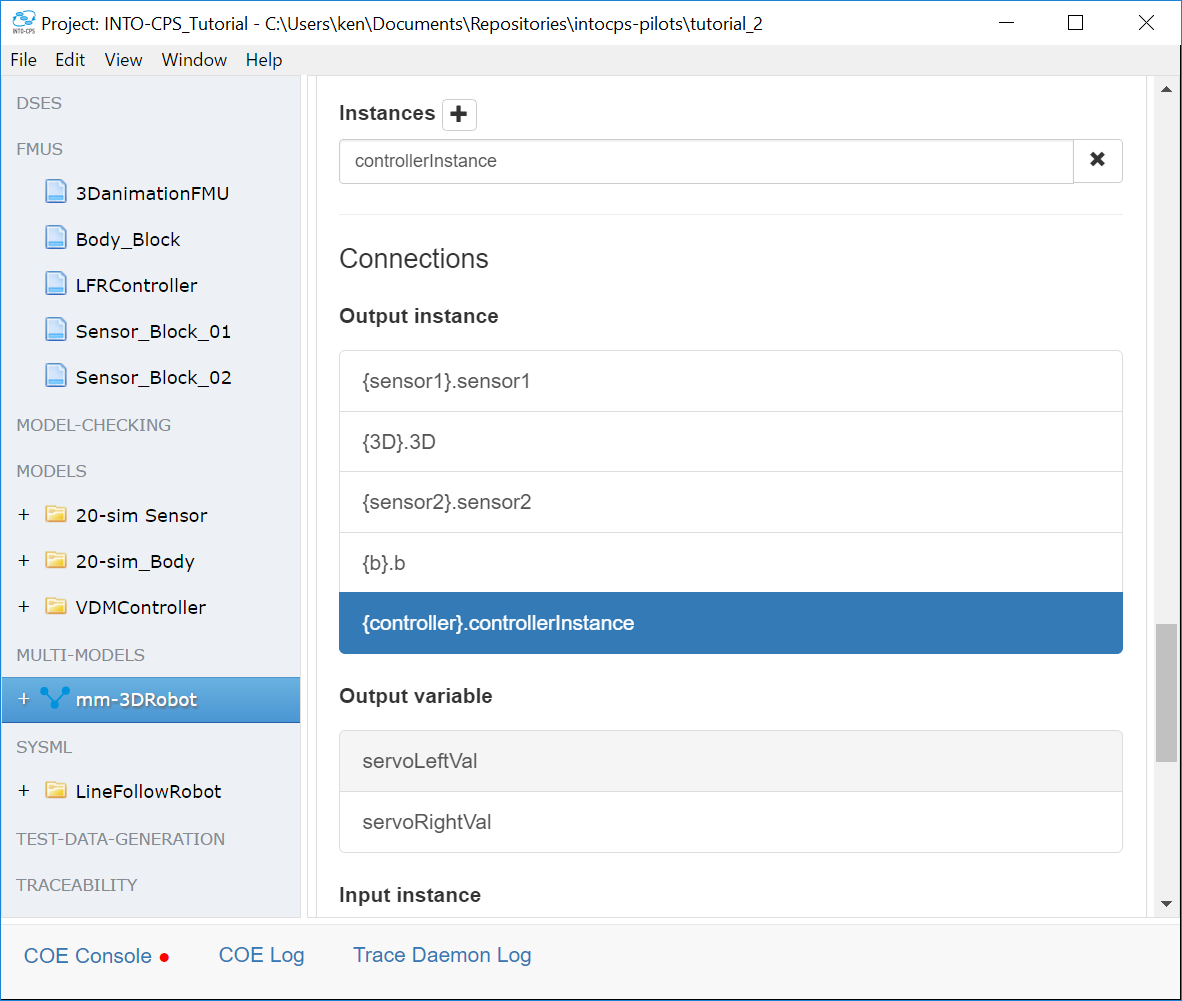 INTO-CPS Project: INTO-CPS_Tutorial - C:\Users\ken\Documents\Repositories\intocps-pilots\tutorial_2
File Edit View Window Help
DSES
FMUS
3DanimationFMU
Body_Block
LFRController
Sensor_Block_01
Sensor_Block_02
MODEL-CHECKING
MODELS
+ 20-sim Sensor
+ 20-sim_Body
+ VDMController
MULTI-MODELS
+ mm-3DRobot
SYSML
+ LineFollowRobot
TEST-DATA-GENERATION
TRACEABILITY
Instances
controllerInstance
Connections
Output instance
{sensor1}.sensor1
{3D}.3D
{sensor2}.sensor2
{b}.b
{controller}.controllerInstance
Output variable
servoLeftVal
servoRightVal
Input instance
COE Console COE Log Trace Daemon Log